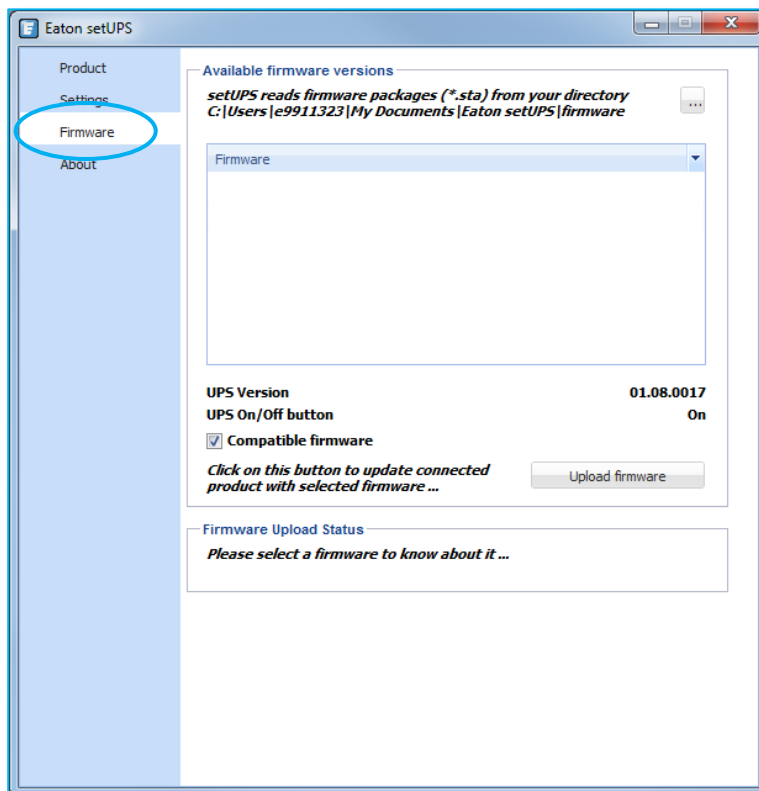 Eaton setUPS
Product
Settings
Firmware
About
Available firmware versions
setUPS reads firmware packages (*.sta) from your directory
C:|Users|e9911323|My Documents|Eaton setUPS|firmware
...
Firmware
UPS Version 01.08.0017
UPS On/Off button On
Compatible firmware
Click on this button to update connected
product with selected firmware ...
Upload firmware
Firmware Upload Status
Please select a firmware to know about it ...